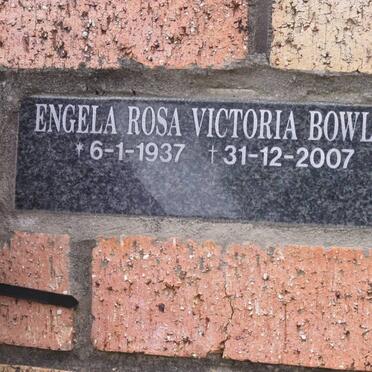 ENGELA ROSA VICTORIA BOWL
* 6-1-1937 † 31-12-2007